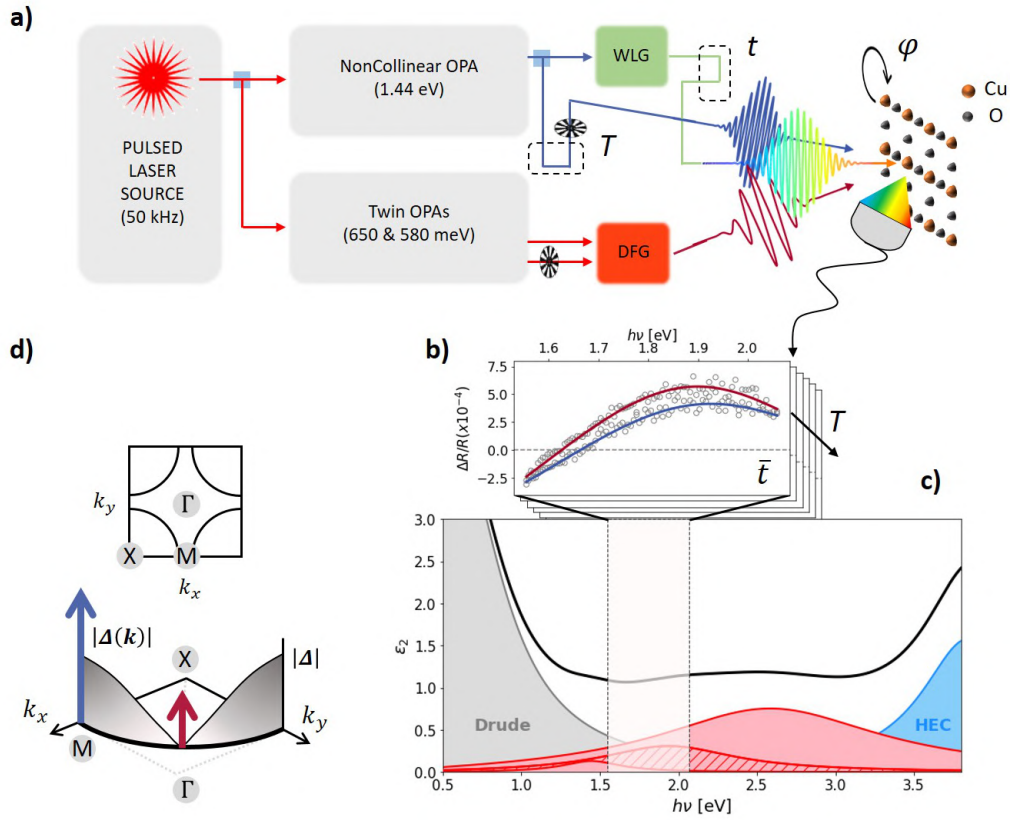 a)
PULSED
LASER
SOURCE
(50 kHz)
NonCollinear OPA
(1.44 eV)
Twin OPAs
(650 & 580 meV)
WLG
DFG
T
t
φ
Cu
O
b)
hν [eV]
1.6 1.7 1.8 1.9 2.0
7.5
5.0
2.5
0.0
−2.5
ΔR/R(x10⁻⁴)
t̄
T
c)
3.0
2.5
2.0
1.5
1.0
0.5
0.0
ε₂
Drude
HEC
0.5 1.0 1.5 2.0 2.5 3.0 3.5
hν [eV]
d)
k_y
Γ
X
M
k_x
|Δ(k)|
X
|Δ|
k_x
k_y
M
Γ